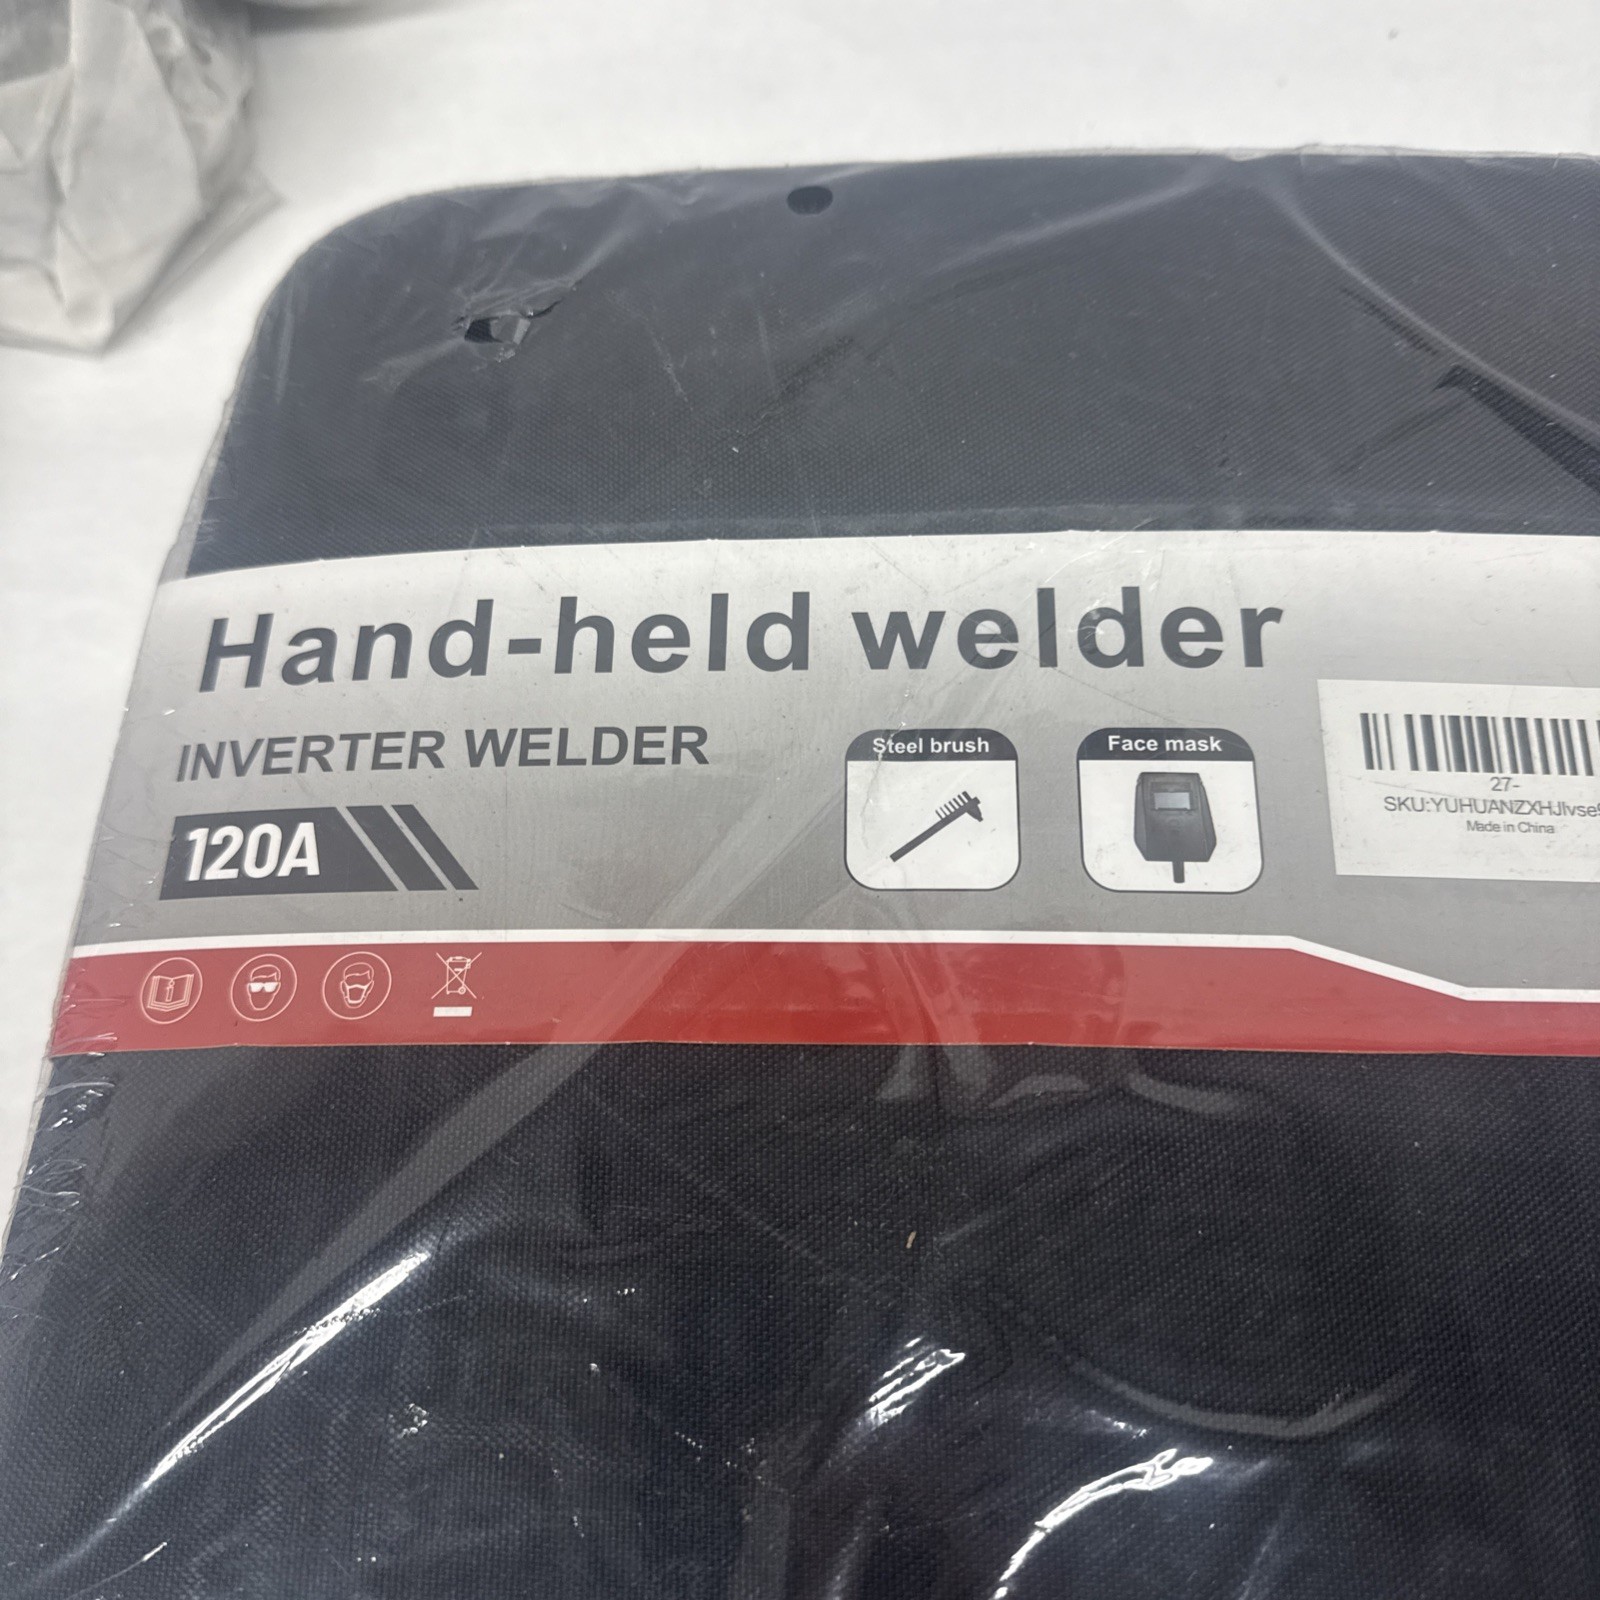 Hand-held welder
INVERTER WELDER
120A
Steel brush
Face mask
27-
Made in China